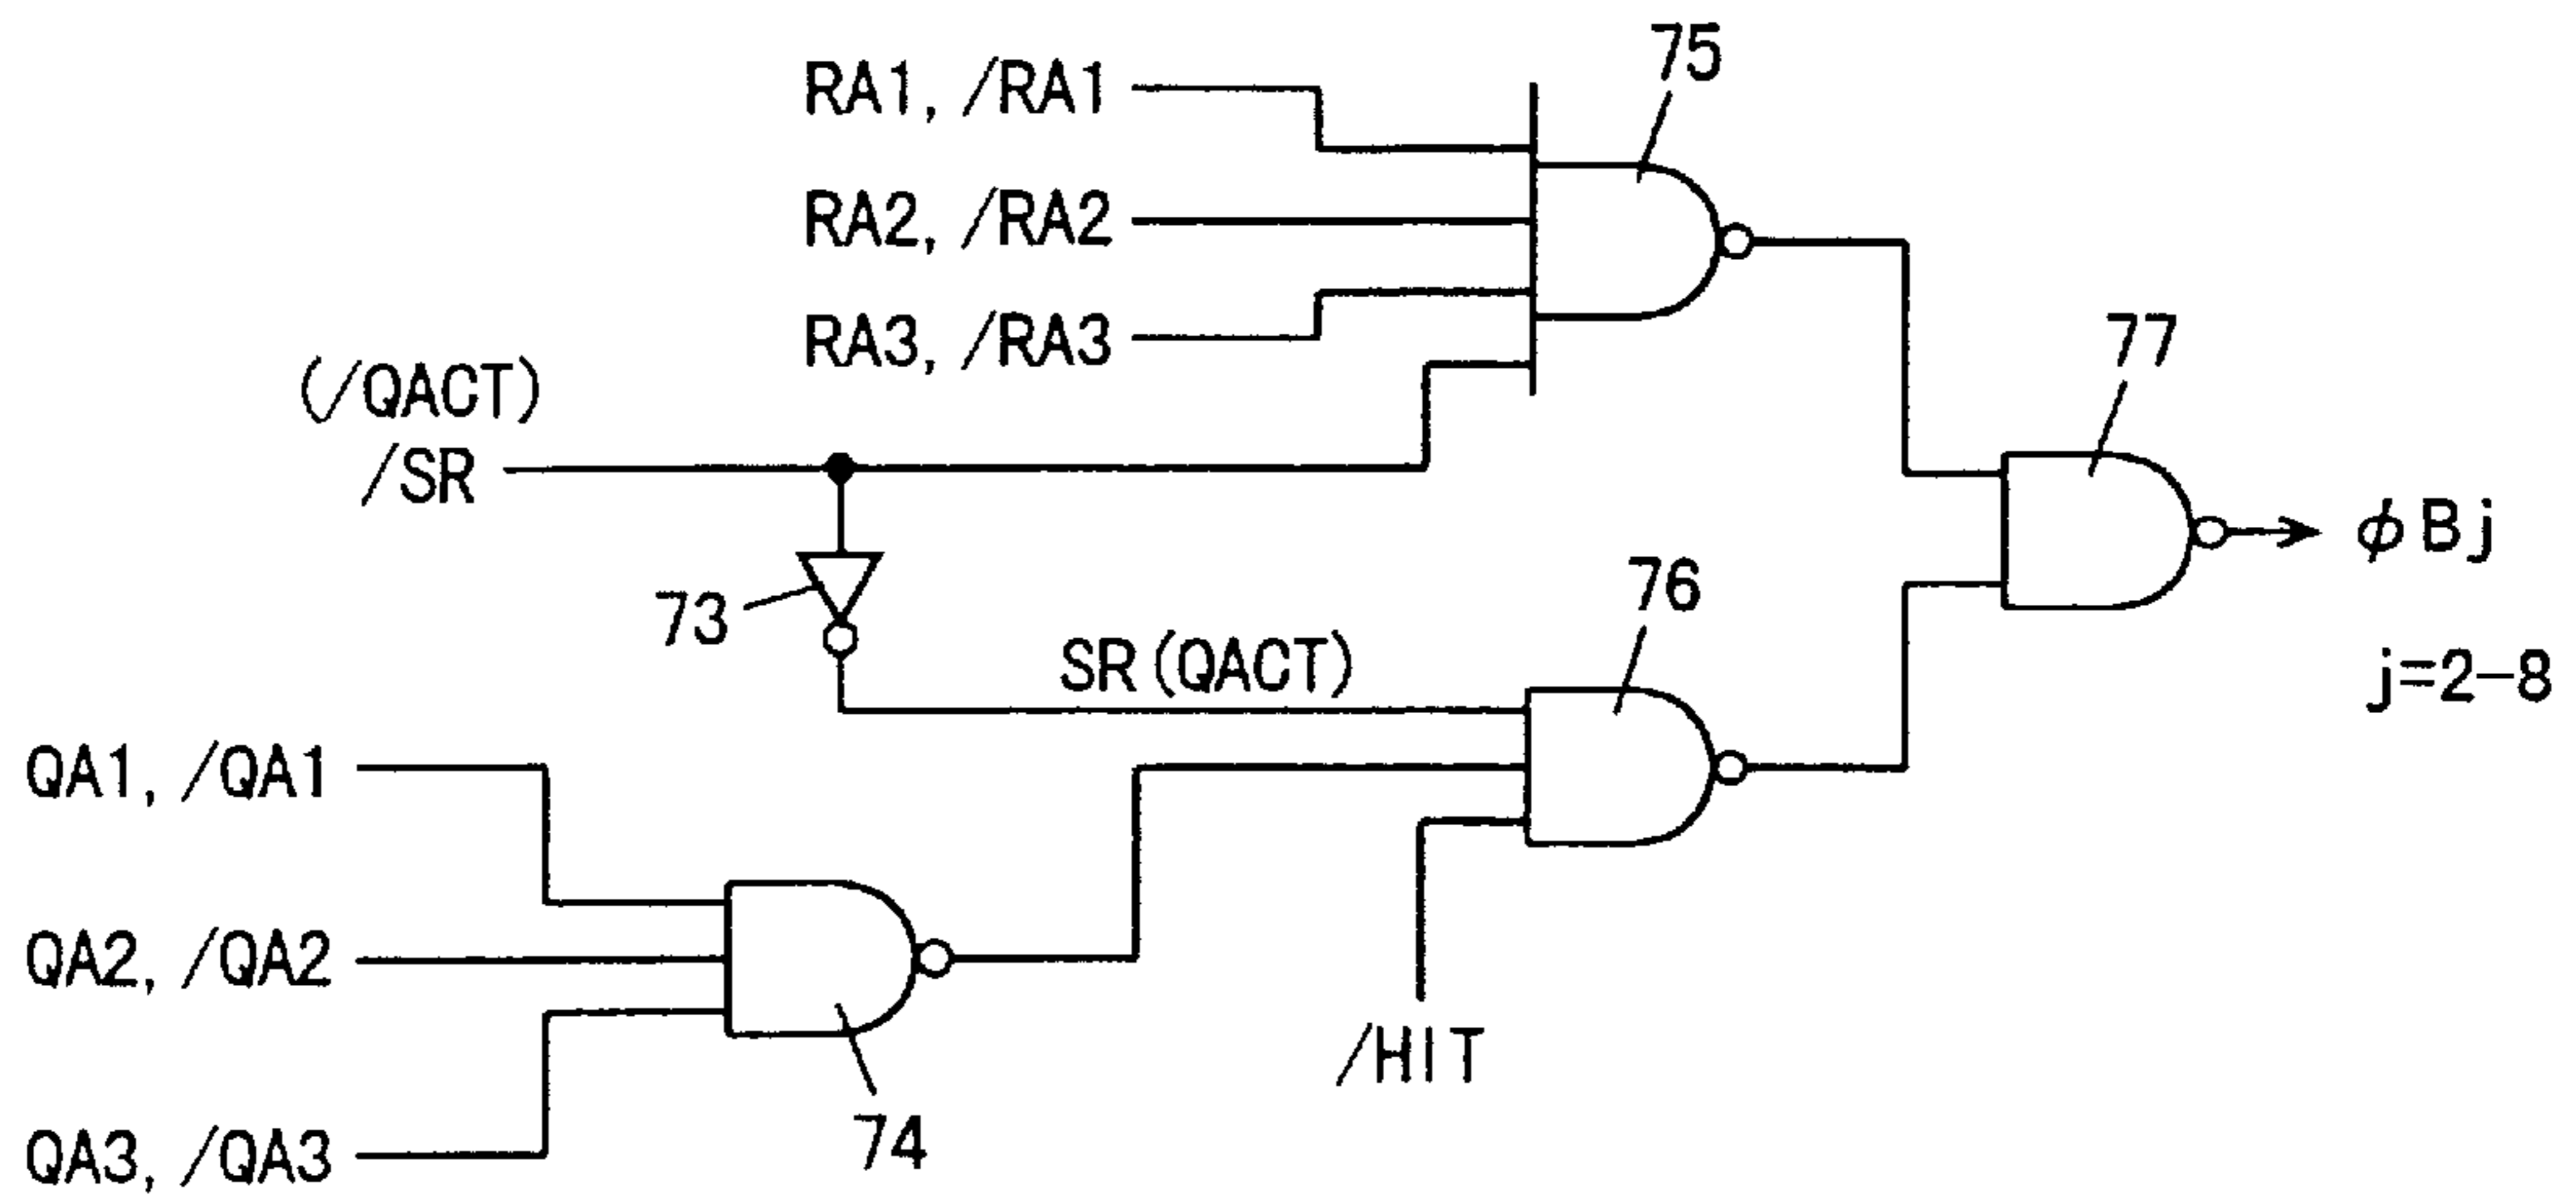 75
RA1, /RA1
RA2, /RA2
RA3, /RA3
77
(/QACT)
/SR
φBj
76
73
SR(QACT)
j=2-8
QA1, /QA1
QA2, /QA2
/HIT
74
QA3, /QA3